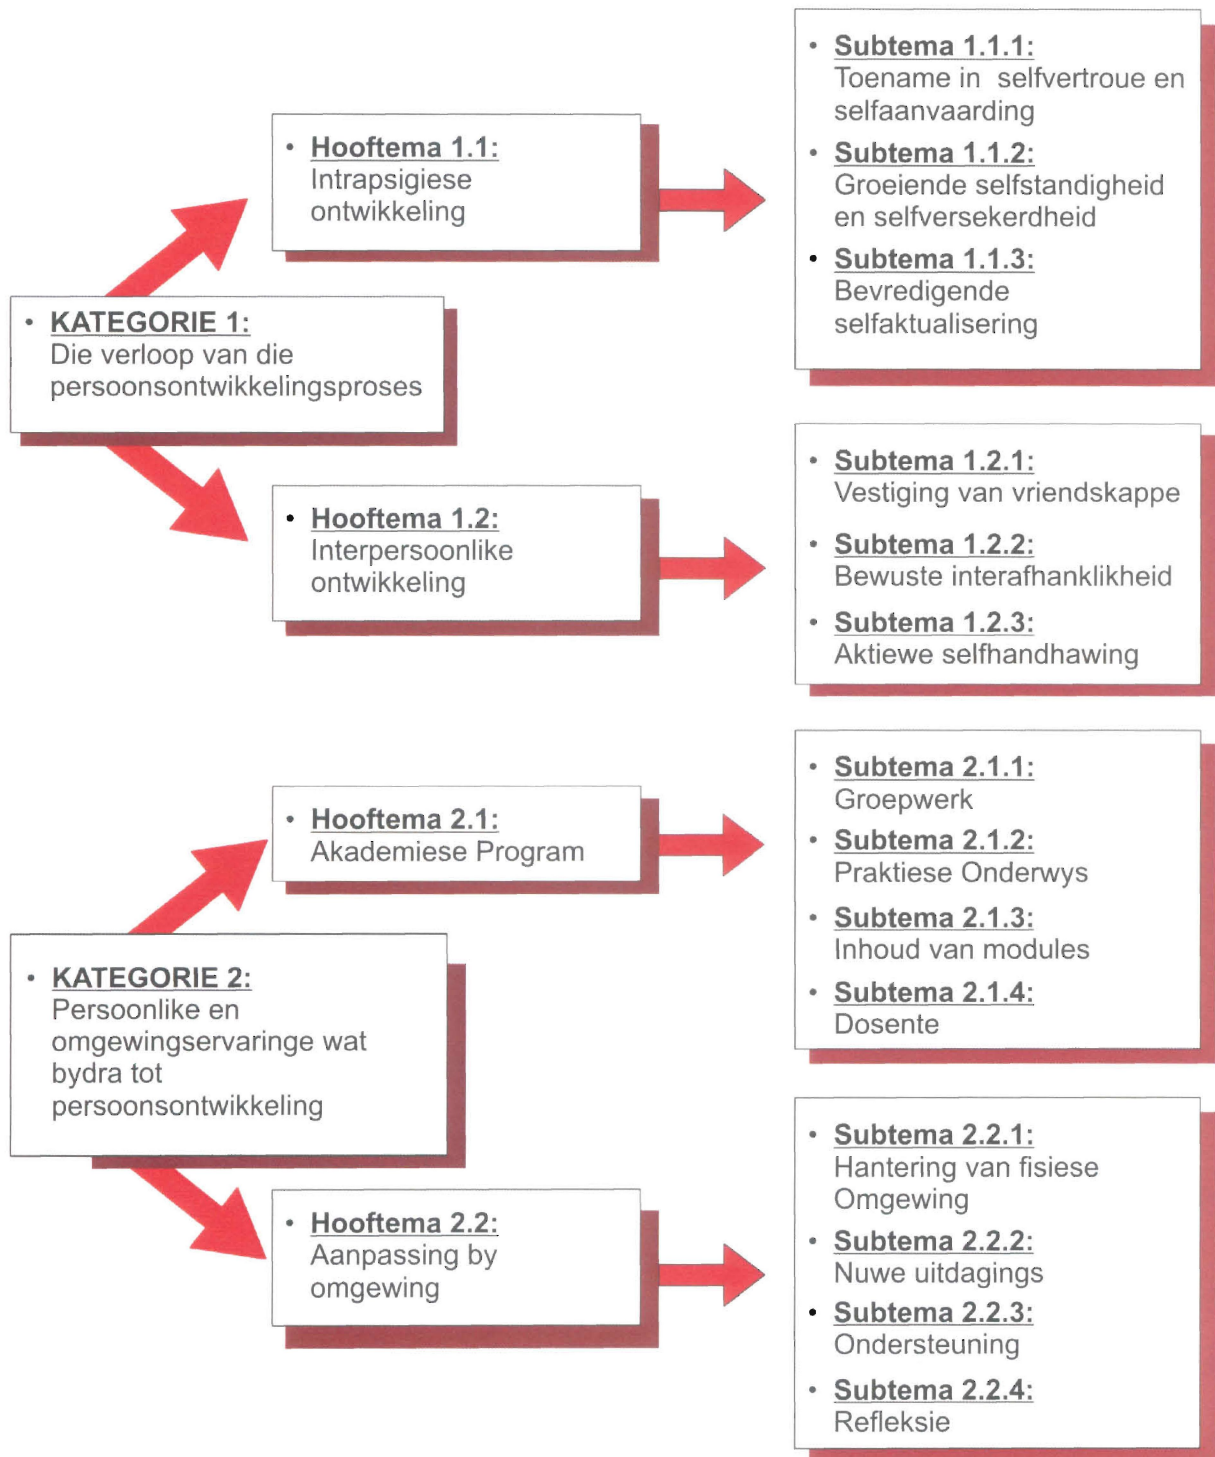 • KATEGORIE 1:
Die verloop van die
persoonsontwikkelingsproses
• Hooftema 1.1:
Intrapsigiese
ontwikkeling
• Subtema 1.1.1:
Toename in selfvertroue en
selfaanvaarding
• Subtema 1.1.2:
Groeiende selfstandigheid
en selfversekerdheid
• Subtema 1.1.3:
Bevredigende
selfaktualisering
• Hooftema 1.2:
Interpersoonlike
ontwikkeling
• Subtema 1.2.1:
Vestiging van vriendskappe
• Subtema 1.2.2:
Bewuste interafhanklikheid
• Subtema 1.2.3:
Aktiewe selfhandhawing
• KATEGORIE 2:
Persoonlike en
omgewingservaringe wat
bydra tot
persoonsontwikkeling
• Hooftema 2.1:
Akademiese Program
• Subtema 2.1.1:
Groepwerk
• Subtema 2.1.2:
Praktiese Onderwys
• Subtema 2.1.3:
Inhoud van modules
• Subtema 2.1.4:
Dosente
• Hooftema 2.2:
Aanpassing by
omgewing
• Subtema 2.2.1:
Hantering van fisiese
Omgewing
• Subtema 2.2.2:
Nuwe uitdagings
• Subtema 2.2.3:
Ondersteuning
• Subtema 2.2.4:
Refleksie